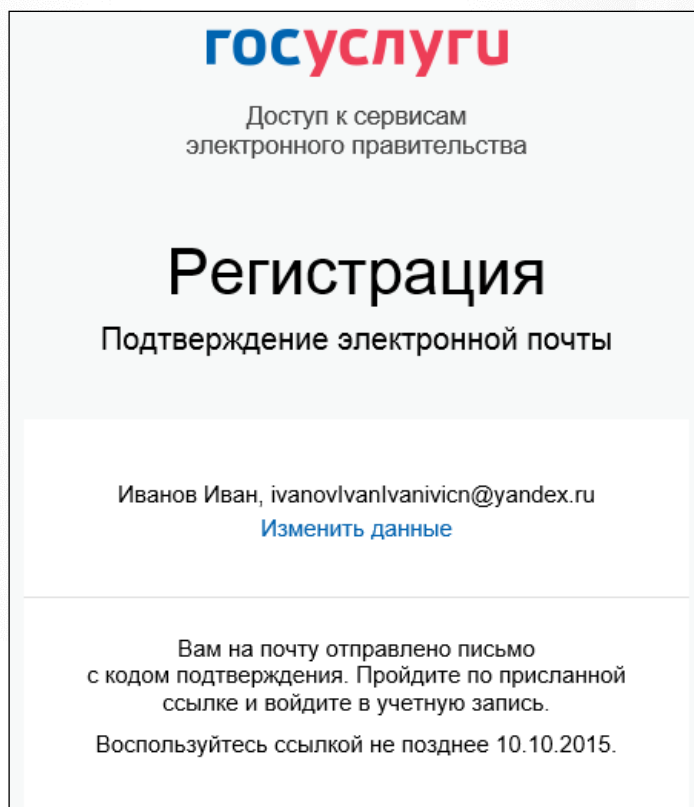 госуслуги
Доступ к сервисам
электронного правительства
Регистрация
Подтверждение электронной почты
Иванов Иван, ivanovIvanIvanivicn@yandex.ru
Изменить данные
Вам на почту отправлено письмо
с кодом подтверждения. Пройдите по присланной
ссылке и войдите в учетную запись.
Воспользуйтесь ссылкой не позднее 10.10.2015.